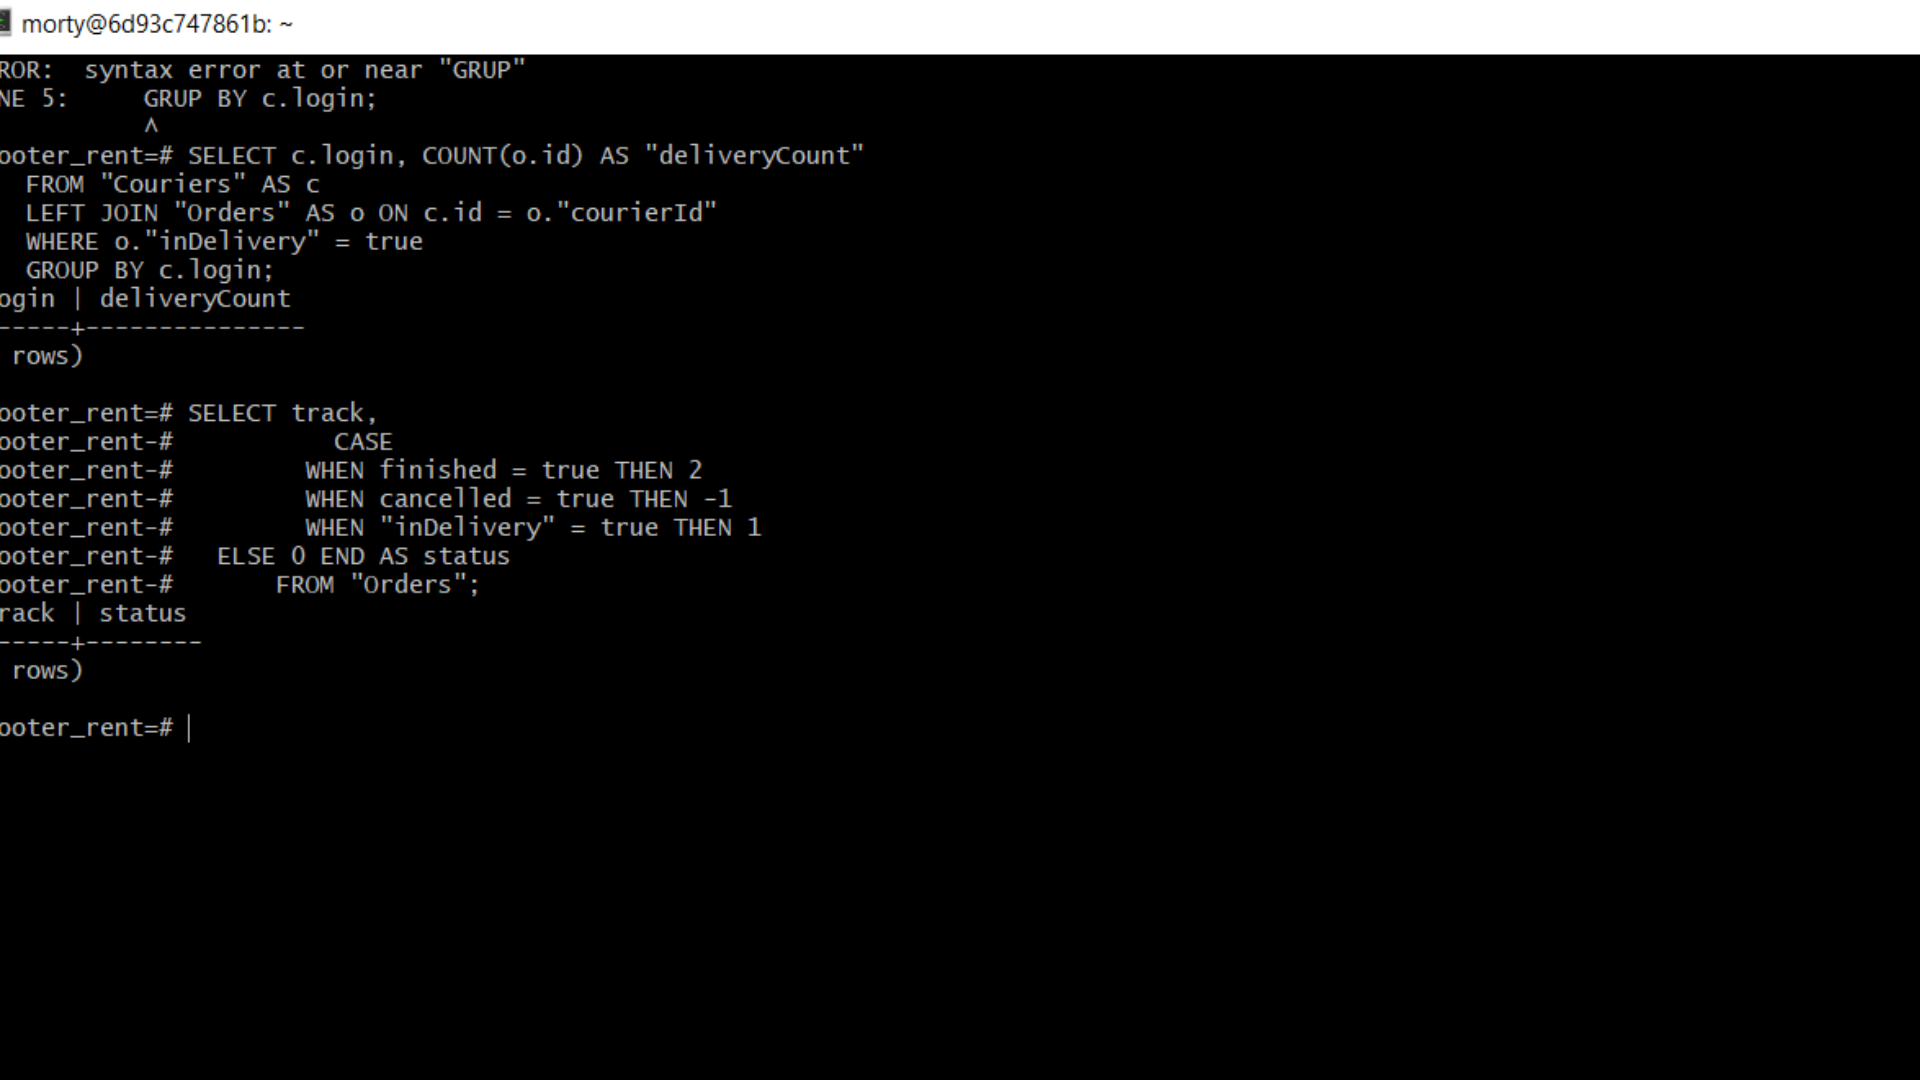 morty@6d93c747861b: ~
ROR:  syntax error at or near "GRUP"
NE 5:     GRUP BY c.login;
          ^
ooter_rent=# SELECT c.login, COUNT(o.id) AS "deliveryCount"
  FROM "Couriers" AS c
  LEFT JOIN "Orders" AS o ON c.id = o."courierId"
  WHERE o."inDelivery" = true
  GROUP BY c.login;
ogin | deliveryCount
-----+---------------
 rows)
ooter_rent=# SELECT track,
ooter_rent-#           CASE
ooter_rent-#         WHEN finished = true THEN 2
ooter_rent-#         WHEN cancelled = true THEN -1
ooter_rent-#         WHEN "inDelivery" = true THEN 1
ooter_rent-#   ELSE 0 END AS status
ooter_rent-#       FROM "Orders";
rack | status
-----+--------
 rows)
ooter_rent=#